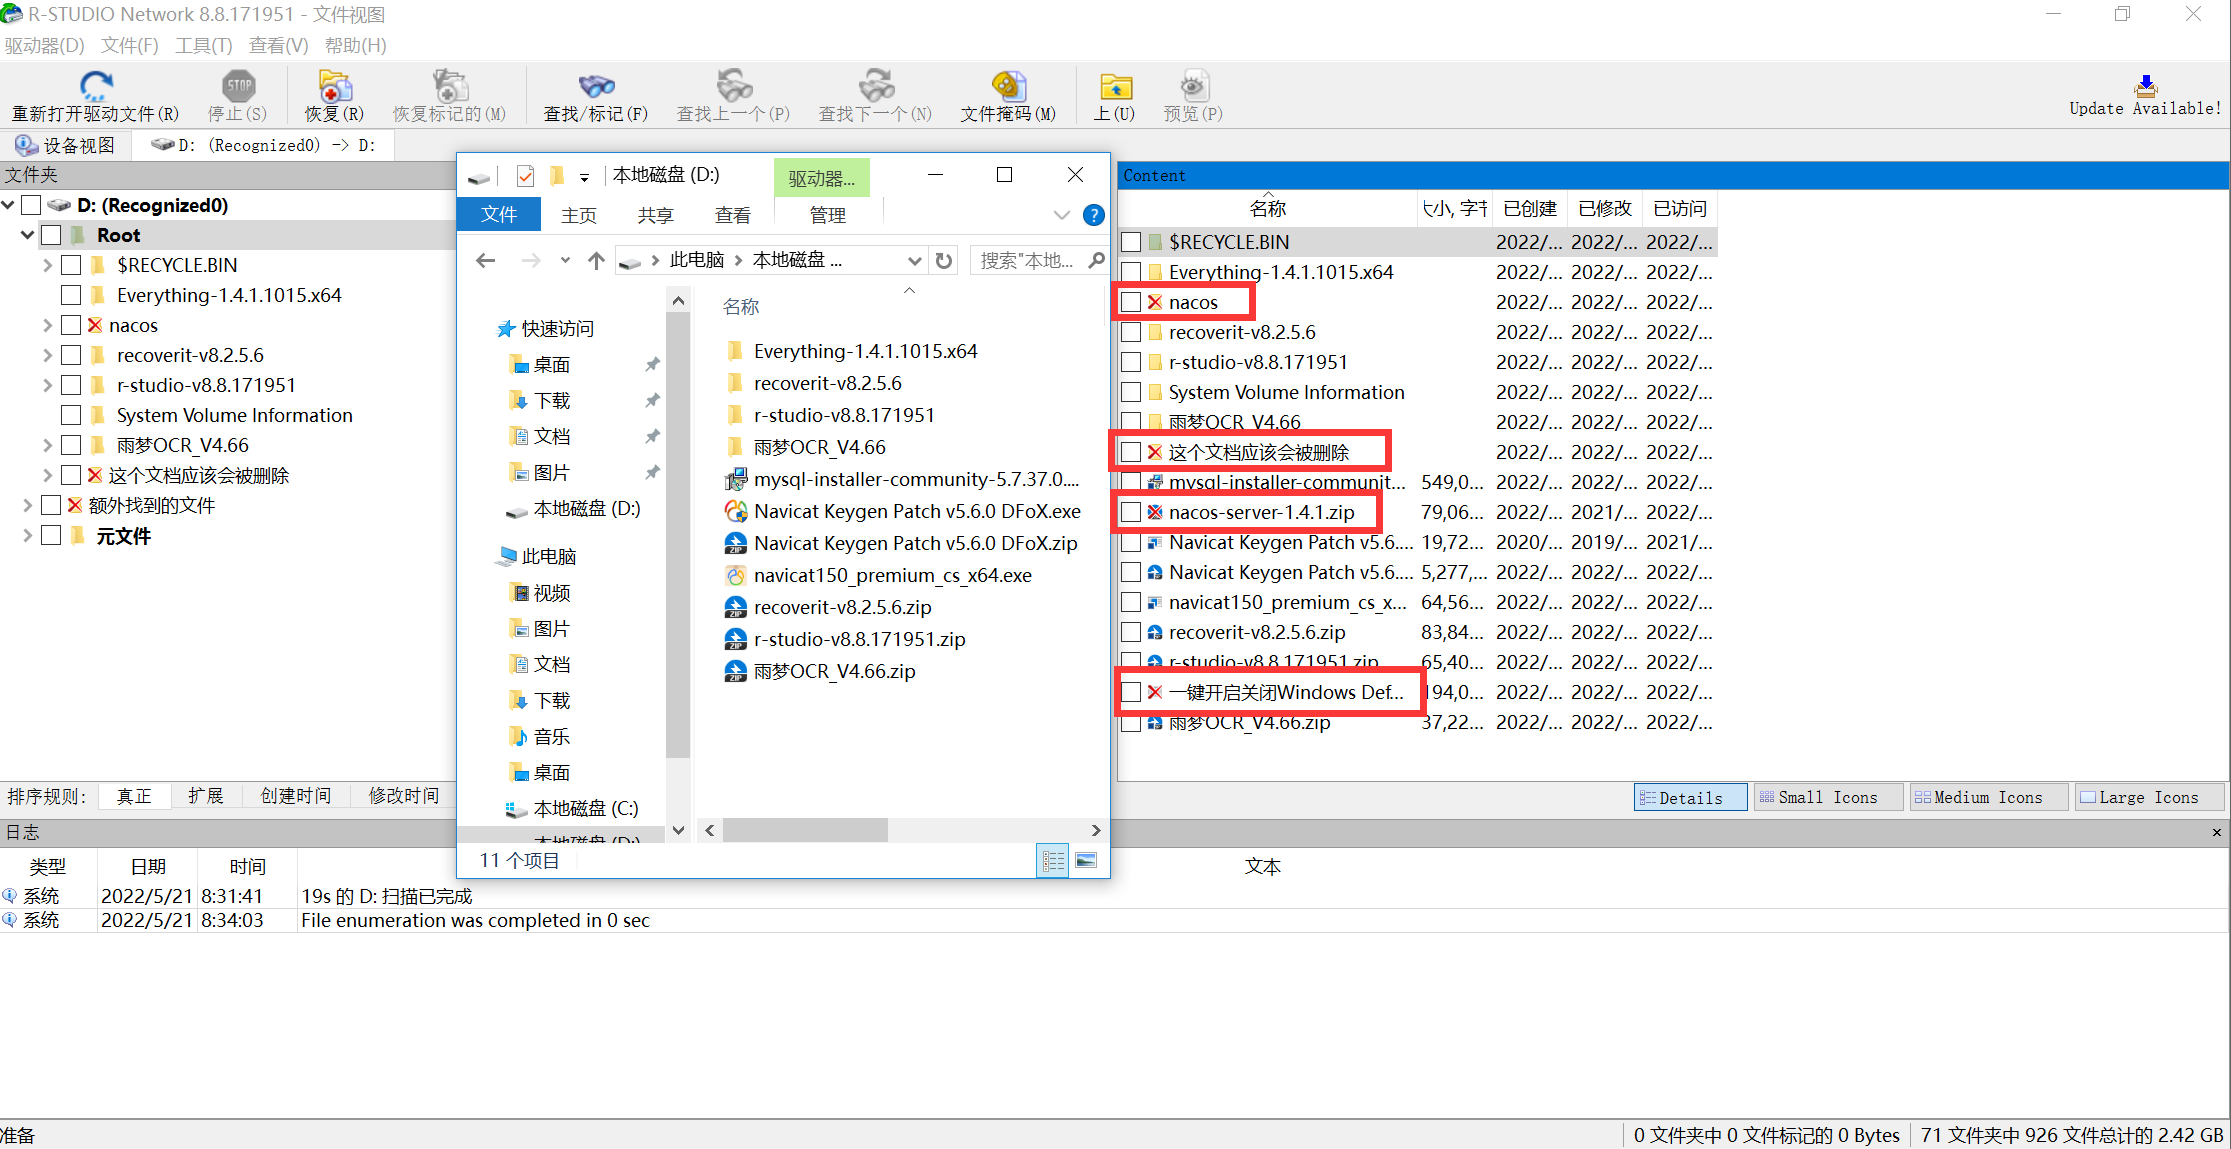 R-STUDIO Network 8.8.171951 - 文件视图
驱动器(D) 文件(F) 工具(T) 查看(V) 帮助(H)
重新打开驱动文件(R) 停止(S) 恢复(R) 恢复标记的(M) 查找/标记(F) 查找上一个(P) 查找下一个(N) 文件掩码(M) 上(U) 预览(P) Update Available!
设备视图 D: (Recognized0) -> D:
文件夹
D: (Recognized0)
Root
$RECYCLE.BIN
Everything-1.4.1.1015.x64
nacos
recoverit-v8.2.5.6
r-studio-v8.8.171951
System Volume Information
雨梦OCR_V4.66
这个文档应该会被删除
额外找到的文件
元文件
本地磁盘 (D:) 驱动器...
文件 主页 共享 查看 管理
此电脑 本地磁盘 ... 搜索"本地...
快速访问
桌面
下载
文档
图片
本地磁盘 (D:)
此电脑
视频
图片
文档
下载
音乐
桌面
本地磁盘 (C:)
本地磁盘 (D:)
名称
Everything-1.4.1.1015.x64
recoverit-v8.2.5.6
r-studio-v8.8.171951
雨梦OCR_V4.66
mysql-installer-community-5.7.37.0....
Navicat Keygen Patch v5.6.0 DFoX.exe
Navicat Keygen Patch v5.6.0 DFoX.zip
navicat150_premium_cs_x64.exe
recoverit-v8.2.5.6.zip
r-studio-v8.8.171951.zip
雨梦OCR_V4.66.zip
11 个项目
Content
名称 大小, 字节 已创建 已修改 已访问
$RECYCLE.BIN 2022/... 2022/... 2022/...
Everything-1.4.1.1015.x64 2022/... 2022/... 2022/...
nacos 2022/... 2022/... 2022/...
recoverit-v8.2.5.6 2022/... 2022/... 2022/...
r-studio-v8.8.171951 2022/... 2022/... 2022/...
System Volume Information 2022/... 2022/... 2022/...
雨梦OCR_V4.66 2022/... 2022/... 2022/...
这个文档应该会被删除 2022/... 2022/... 2022/...
mysql-installer-communit... 549,0... 2022/... 2022/... 2022/...
nacos-server-1.4.1.zip 79,06... 2022/... 2021/... 2022/...
Navicat Keygen Patch v5.6.... 19,72... 2020/... 2019/... 2021/...
Navicat Keygen Patch v5.6.... 5,277,... 2022/... 2022/... 2022/...
navicat150_premium_cs_x... 64,56... 2022/... 2022/... 2022/...
recoverit-v8.2.5.6.zip 83,84... 2022/... 2022/... 2022/...
r-studio-v8.8.171951.zip 65,40... 2022/... 2022/... 2022/...
一键开启关闭Windows Def... 194,0... 2022/... 2022/... 2022/...
雨梦OCR_V4.66.zip 37,22... 2022/... 2022/... 2022/...
排序规则: 真正 扩展 创建时间 修改时间 Details Small Icons Medium Icons Large Icons
日志
类型 日期 时间 文本
系统 2022/5/21 8:31:41 19s 的 D: 扫描已完成
系统 2022/5/21 8:34:03 File enumeration was completed in 0 sec
准备 0 文件夹中 0 文件标记的 0 Bytes 71 文件夹中 926 文件总计的 2.42 GB